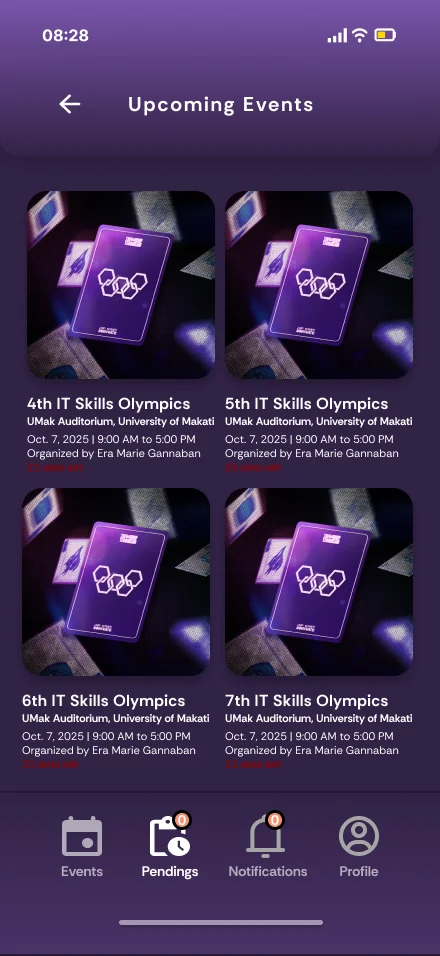 08:28
Upcoming Events
4th IT Skills Olympics
UMak Auditorium, University of Makati
Oct. 7, 2025 | 9:00 AM to 5:00 PM
Organized by Era Marie Gannaban
5th IT Skills Olympics
UMak Auditorium, University of Makati
Oct. 7, 2025 | 9:00 AM to 5:00 PM
Organized by Era Marie Gannaban
6th IT Skills Olympics
UMak Auditorium, University of Makati
Oct. 7, 2025 | 9:00 AM to 5:00 PM
Organized by Era Marie Gannaban
7th IT Skills Olympics
UMak Auditorium, University of Makati
Oct. 7, 2025 | 9:00 AM to 5:00 PM
Organized by Era Marie Gannaban
0
0
Events
Pendings
Notifications
Profile